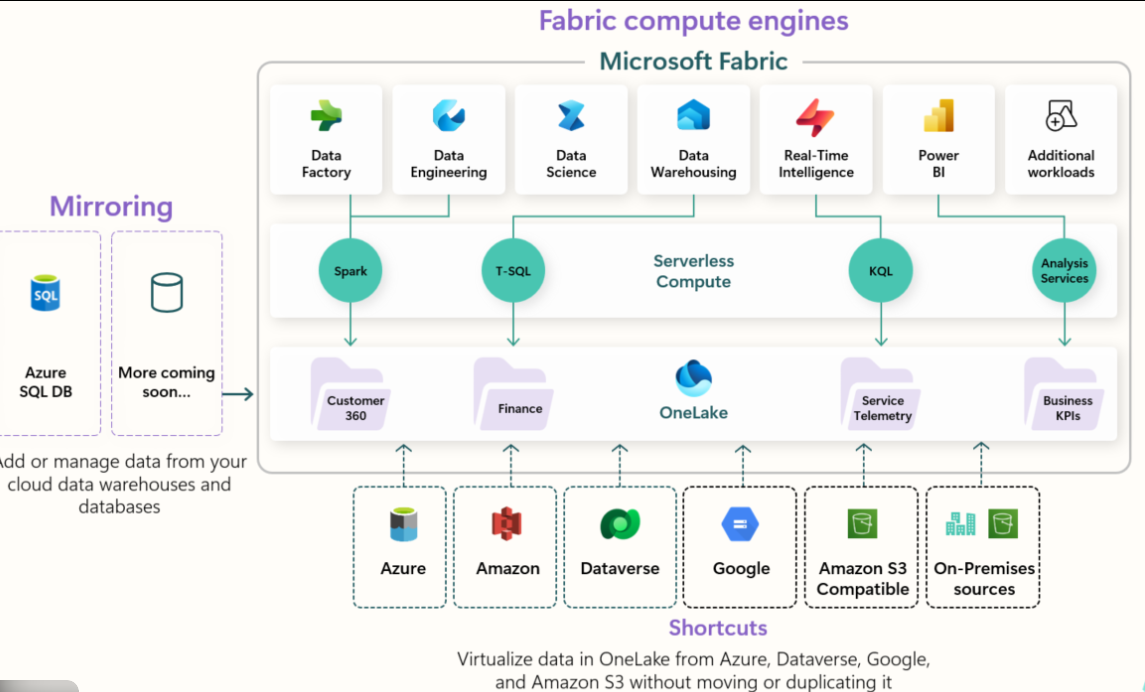 Fabric compute engines
Microsoft Fabric
Data
Factory
Data
Engineering
Data
Science
Data
Warehousing
Real-Time
Intelligence
Power
BI
Additional
workloads
Mirroring
SQL
Azure
SQL DB
More coming
soon...
Add or manage data from your
cloud data warehouses and
databases
Spark
T-SQL
Serverless
Compute
KQL
Analysis
Services
Customer
360
Finance
OneLake
Service
Telemetry
Business
KPIs
Azure
Amazon
Dataverse
Google
Amazon S3
Compatible
On-Premises
sources
Shortcuts
Virtualize data in OneLake from Azure, Dataverse, Google,
and Amazon S3 without moving or duplicating it